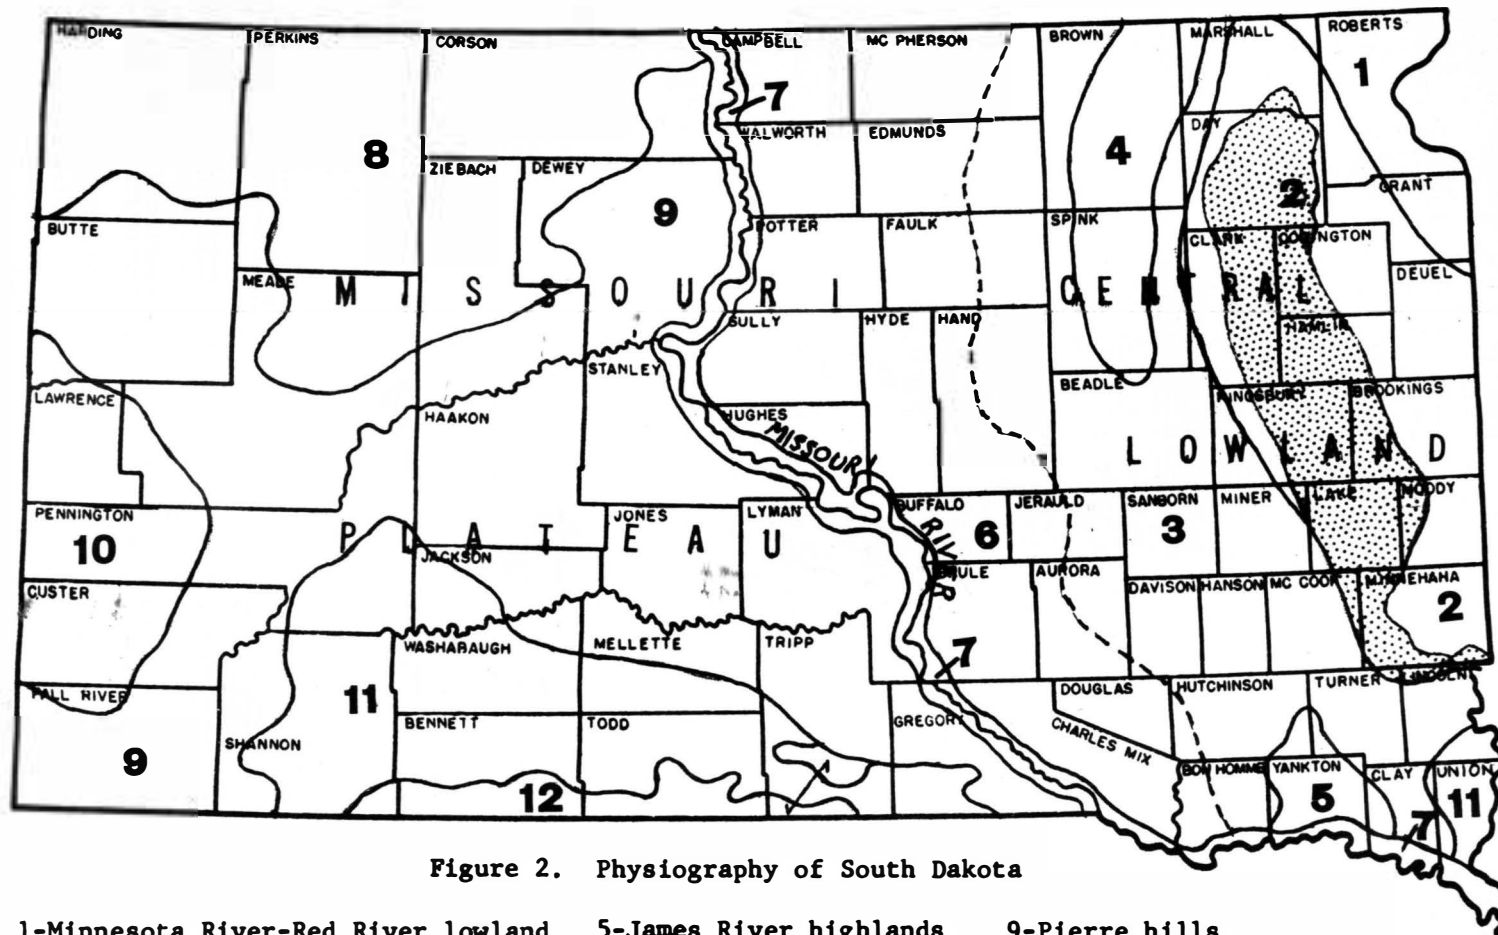 HARDING PERKINS CORSON CAMPBELL MC PHERSON BROWN MARSHALL ROBERTS
1
7
8 WALWORTH EDMUNDS DAY
4
ZIEBACH DEWEY GRANT
9 2
BUTTE POTTER FAULK SPINK CLARK CODINGTON
MEADE DEUEL
MISSOURI CENTRAL
SULLY HYDE HAND HAMLIN
STANLEY
LAWRENCE BEADLE KINGSBURY BROOKINGS
HAAKON HUGHES
MISSOURI RIVER
LOWLAND
PENNINGTON JONES LYMAN BUFFALO JERAULD SANBORN MINER LAKE MOODY
10 PLATEAU 6 3
JACKSON
CUSTER BRULE AURORA DAVISON HANSON MC COOK MINNEHAHA
2
WASHABAUGH MELLETTE TRIPP
7
FALL RIVER 11 DOUGLAS HUTCHINSON TURNER LINCOLN
BENNETT TODD GREGORY
SHANNON CHARLES MIX
9 BON HOMME YANKTON CLAY UNION
12 5 11
7
Figure 2. Physiography of South Dakota
1-Minnesota River-Red River lowland 5-James River highlands 9-Pierre hills